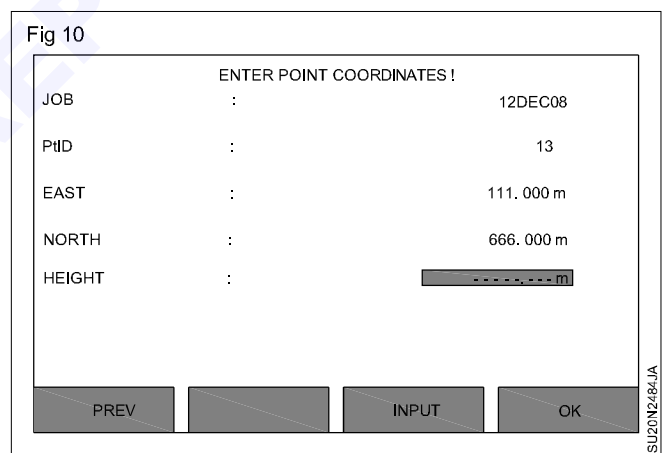 Fig 10
ENTER POINT COORDINATES !
JOB : 12DEC08
PtID : 13
EAST : 111. 000 m
NORTH : 666. 000 m
HEIGHT : - - - - - . - - - m
PREV INPUT OK
SU20N2484JA